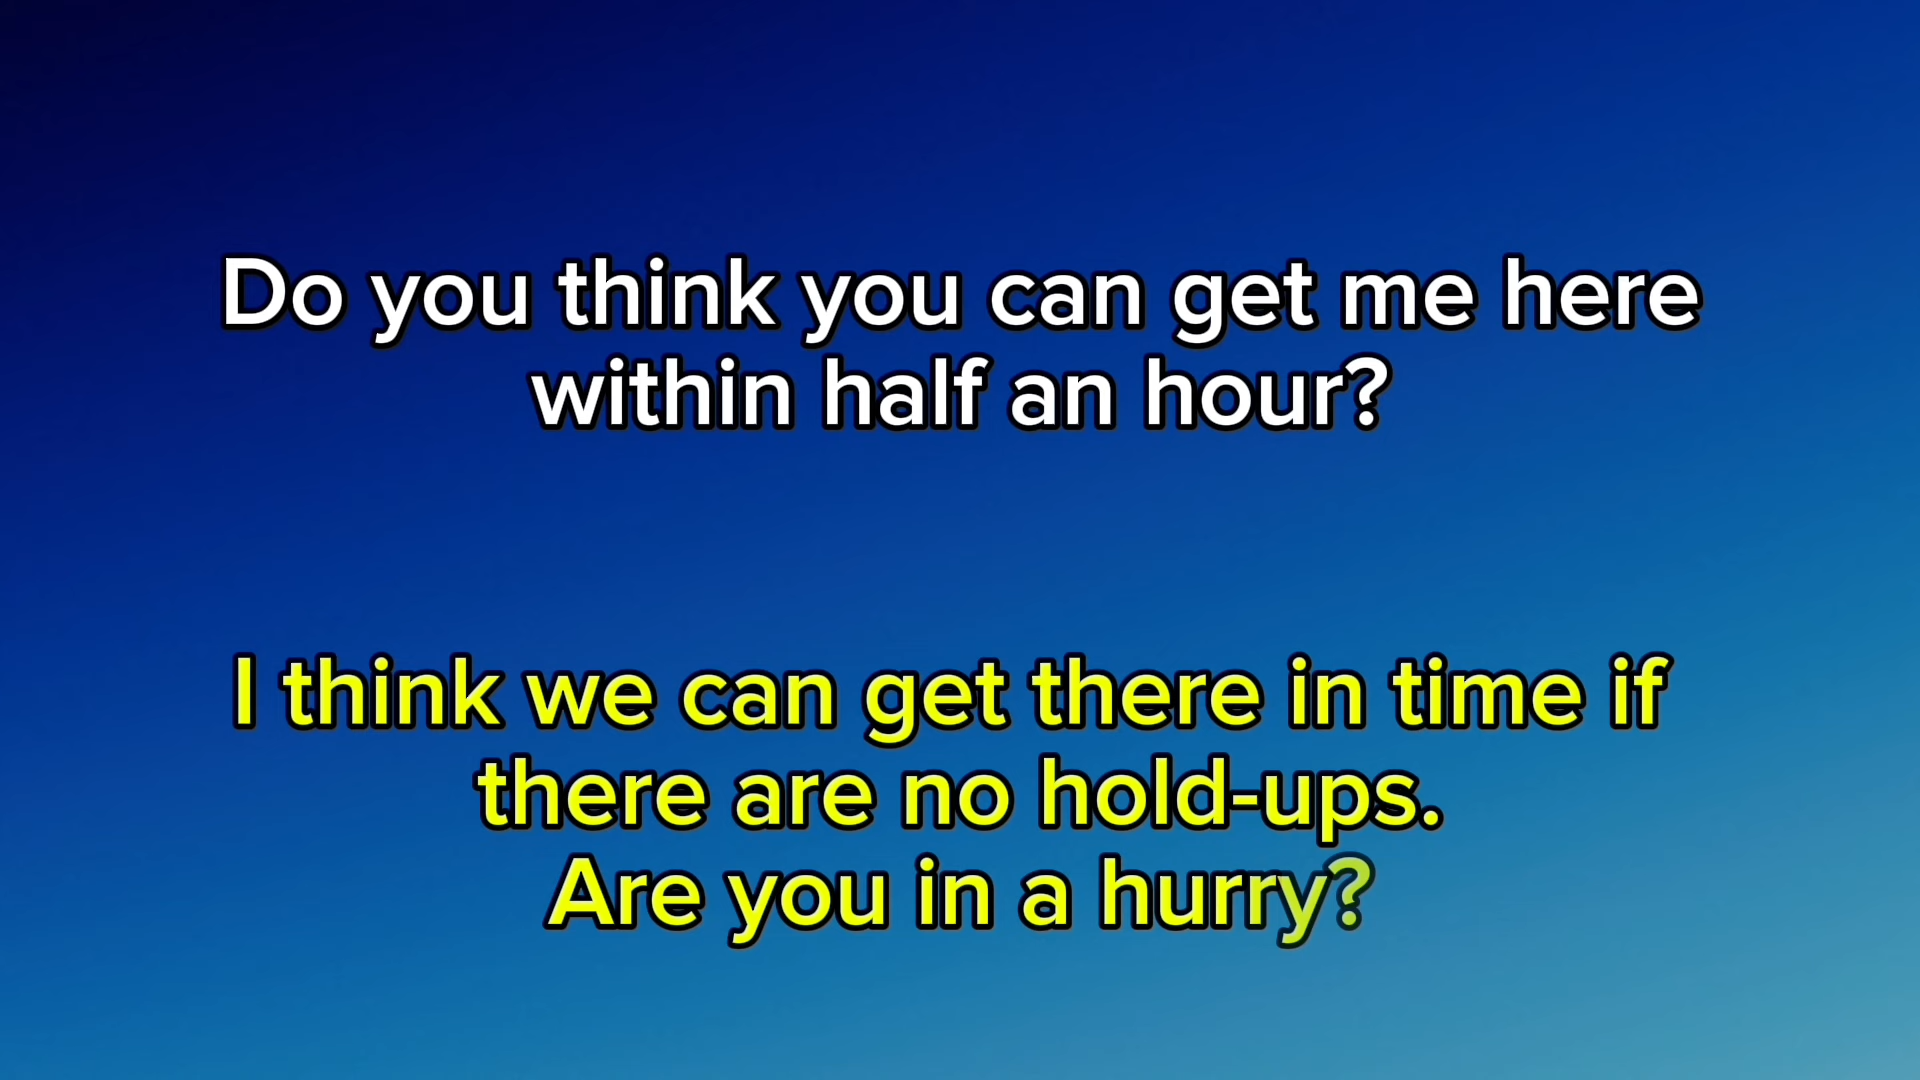 Do you think you can get me here
within half an hour?
I think we can get there in time if
there are no hold-ups.
Are you in a hurry?